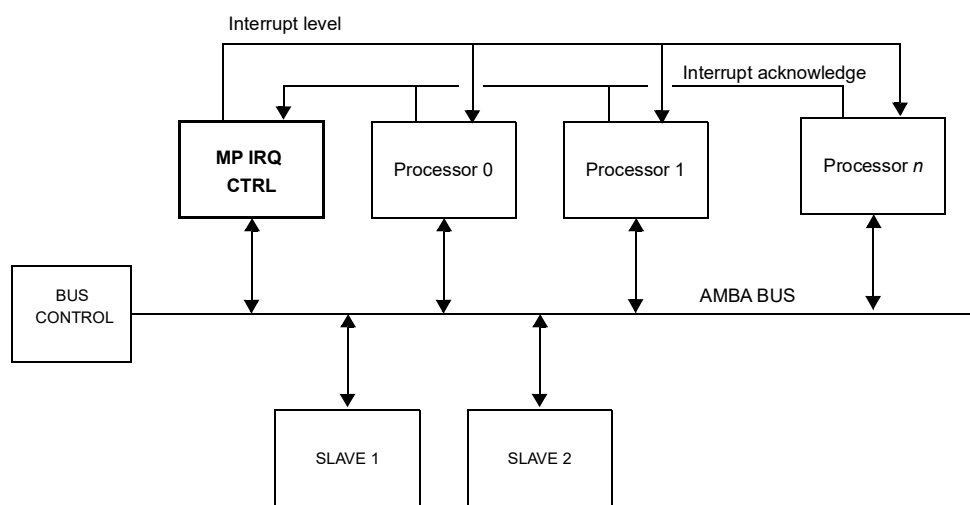 Interrupt level
Interrupt acknowledge
MP IRQ
CTRL
Processor 0
Processor 1
Processor n
BUS
CONTROL
AMBA BUS
SLAVE 1
SLAVE 2